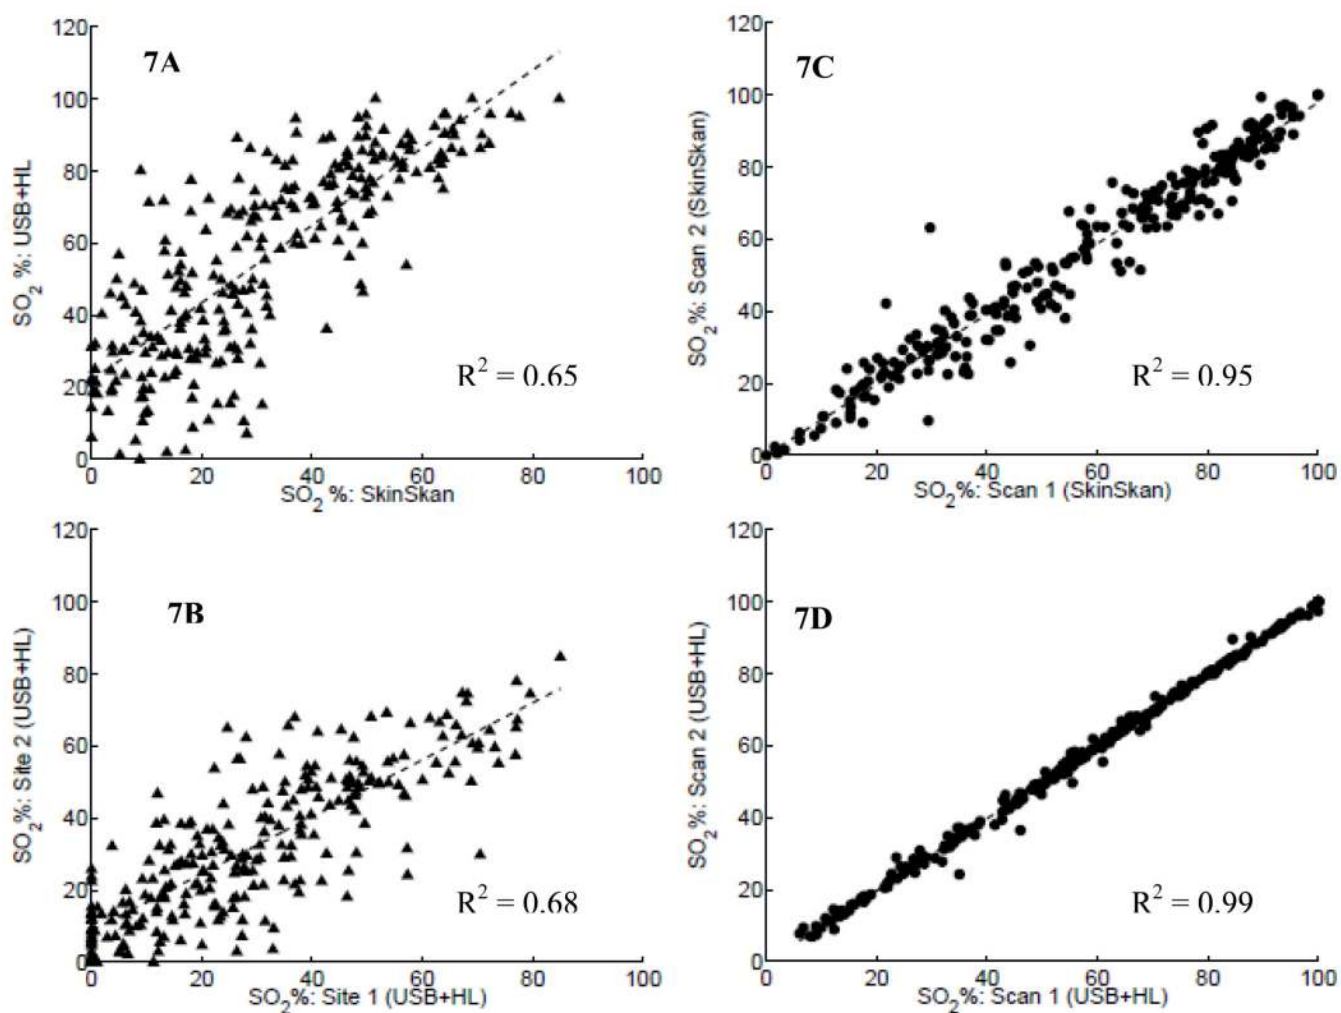 7A
120
100
80
60
40
20
0
SO2 %: USB+HL
R2 = 0.65
0 20 40 60 80 100
SO2 %: SkinSkan
7C
120
100
80
60
40
20
0
SO2%: Scan 2 (SkinSkan)
R2 = 0.95
0 20 40 60 80 100
SO2%: Scan 1 (SkinSkan)
7B
120
100
80
60
40
20
0
SO2%: Site 2 (USB+HL)
R2 = 0.68
0 20 40 60 80 100
SO2%: Site 1 (USB+HL)
7D
120
100
80
60
40
20
0
SO2%: Scan 2 (USB+HL)
R2 = 0.99
0 20 40 60 80 100
SO2%: Scan 1 (USB+HL)